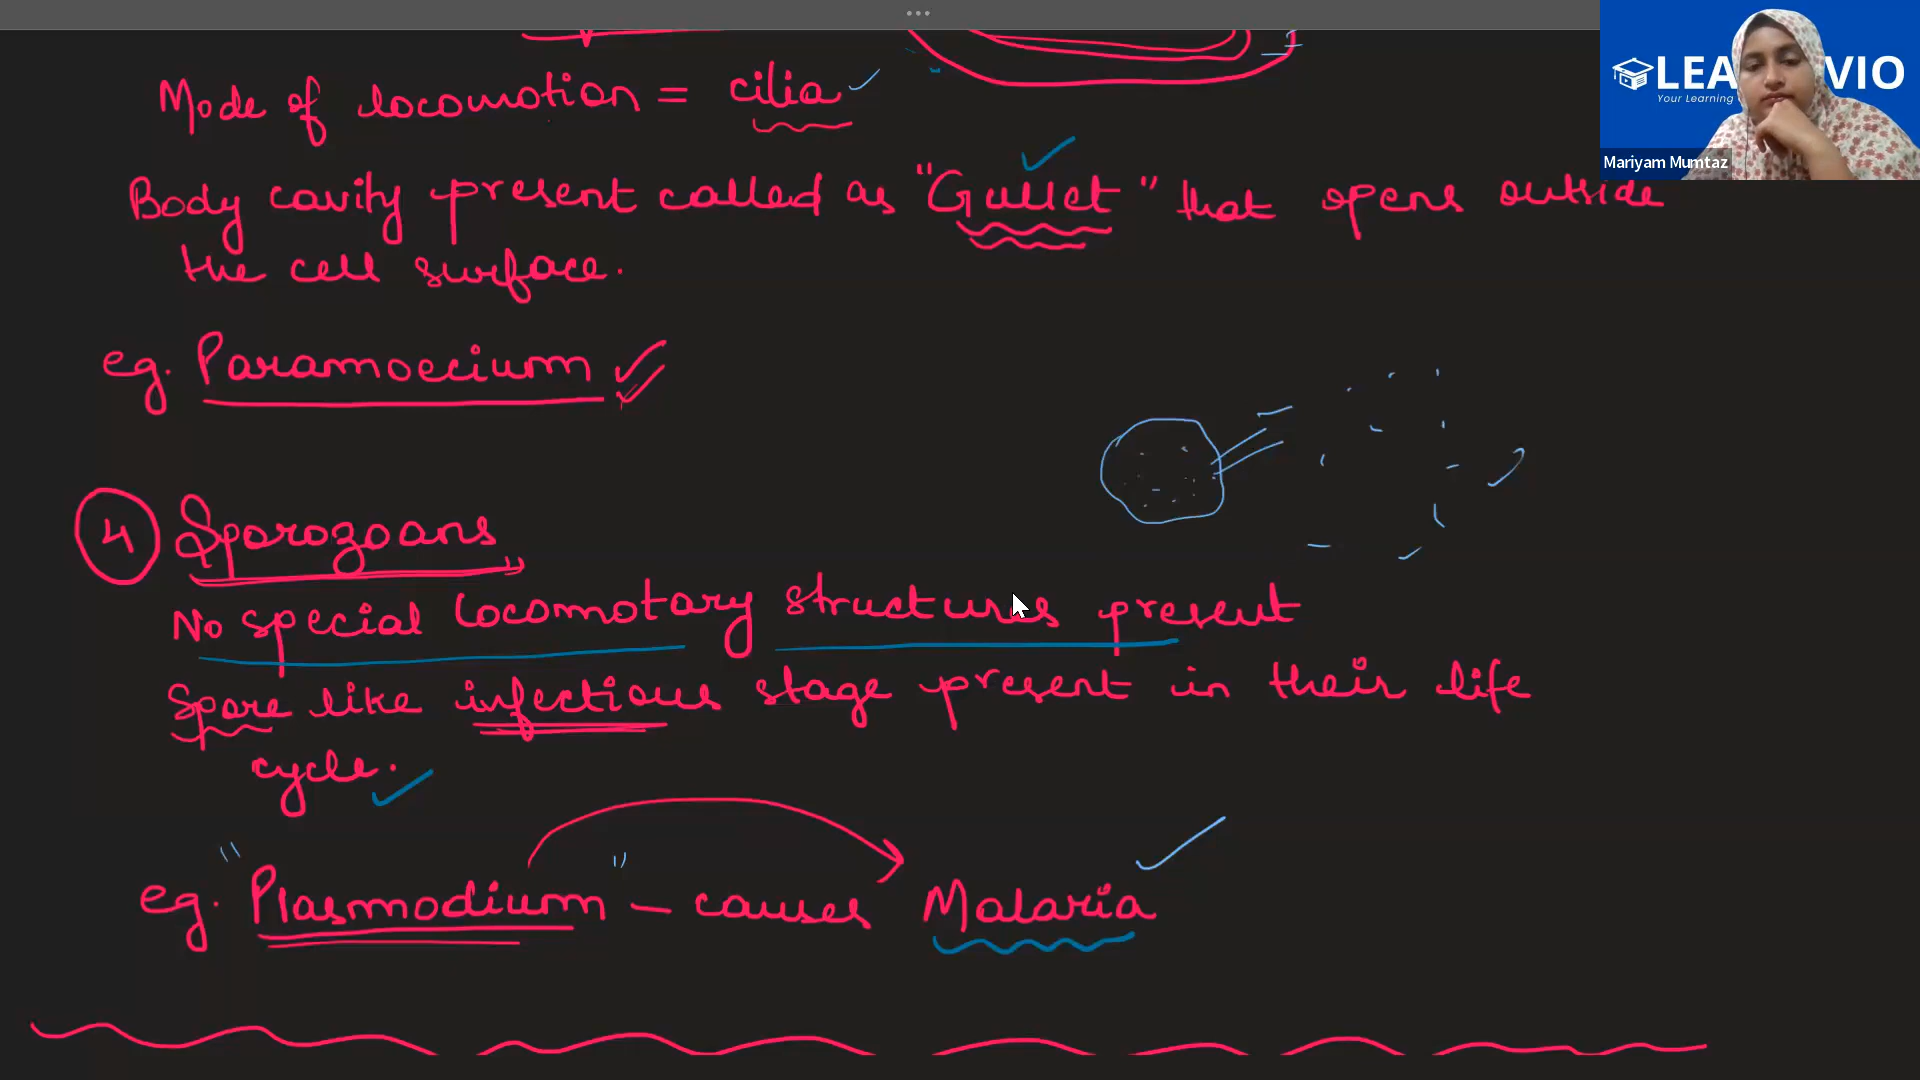 •••
LEA VIO
Your Learning
Mariyam Mumtaz
Mode of locomotion = cilia
Body cavity present called as "Gullet" that opens outside
the cell surface.
eg. Paramoecium
4 Sporozoans
No special locomotary structures present
Spore like infectious stage present in their life
cycle.
eg. "Plasmodium" - causes Malaria